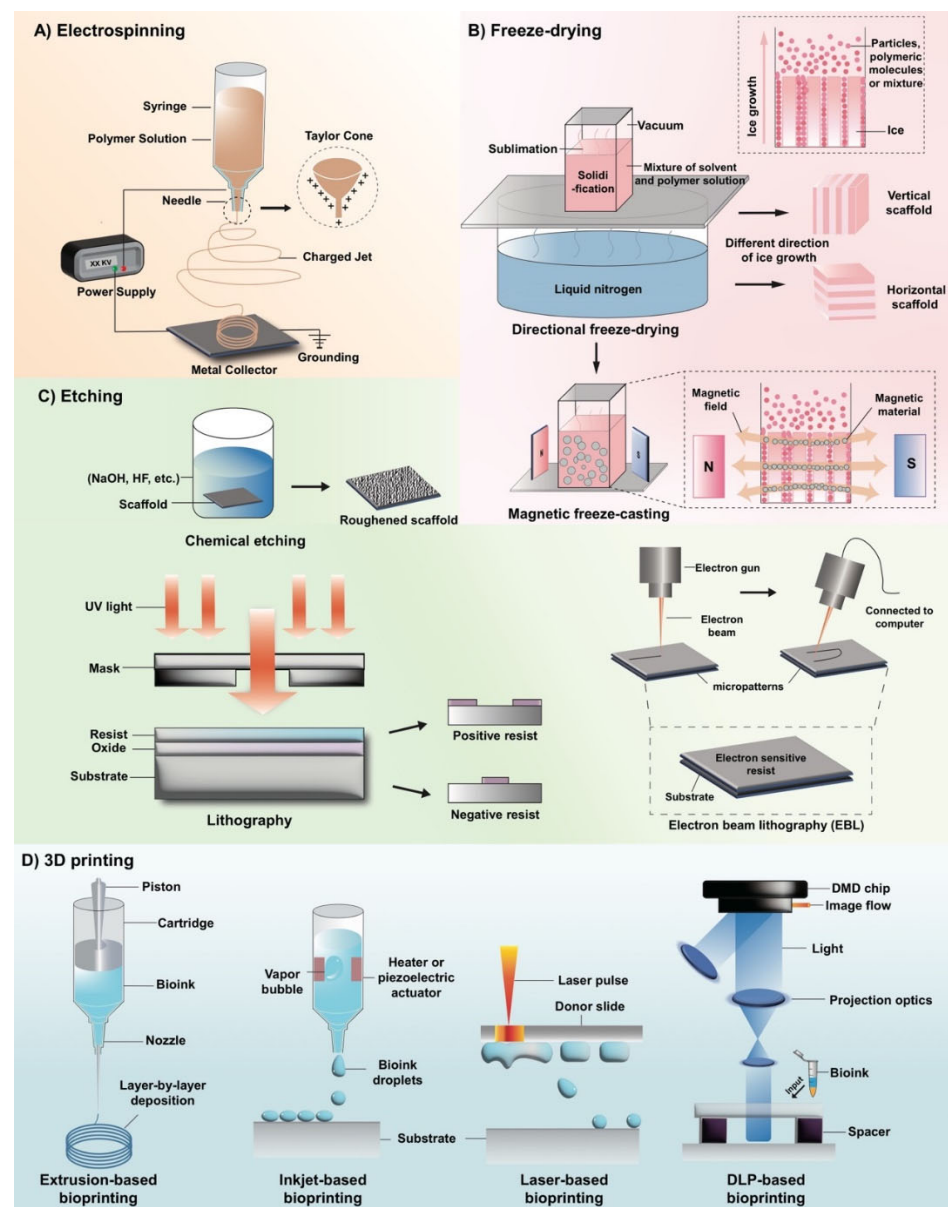 A) Electrospinning
Syringe
Polymer Solution
Taylor Cone
Needle
XX KV
Charged Jet
Power Supply
Grounding
Metal Collector
B) Freeze-drying
Particles,
polymeric
molecules
or mixture
Ice growth
Ice
Vacuum
Sublimation
Solidi
-fication
Mixture of solvent
and polymer solution
Vertical
scaffold
Different direction
of ice growth
Liquid nitrogen
Horizontal
scaffold
Directional freeze-drying
Magnetic
field
Magnetic
material
N
S
N
S
Magnetic freeze-casting
C) Etching
(NaOH, HF, etc.)
Scaffold
Roughened scaffold
Chemical etching
UV light
Mask
Resist
Oxide
Substrate
Positive resist
Negative resist
Lithography
Electron gun
Electron
beam
Connected to
computer
micropatterns
Electron sensitive
resist
Substrate
Electron beam lithography (EBL)
D) 3D printing
Piston
Cartridge
Bioink
Nozzle
Layer-by-layer
deposition
Extrusion-based
bioprinting
Vapor
bubble
Heater or
piezoelectric
actuator
Bioink
droplets
Substrate
Inkjet-based
bioprinting
Laser pulse
Donor slide
Laser-based
bioprinting
DMD chip
Image flow
Light
Projection optics
Bioink
Input
Spacer
DLP-based
bioprinting